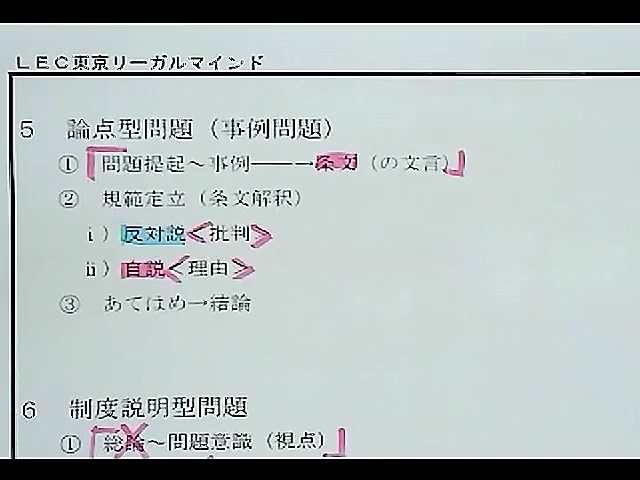 LEC東京リーガルマインド
5 論点型問題（事例問題）
① 「問題提起～事例――→条文（の文言）」
② 規範定立（条文解釈）
ⅰ）反対説＜批判＞
ⅱ）自説＜理由＞
③ あてはめ→結論
6 制度説明型問題
① 「総論～問題意識（視点）」